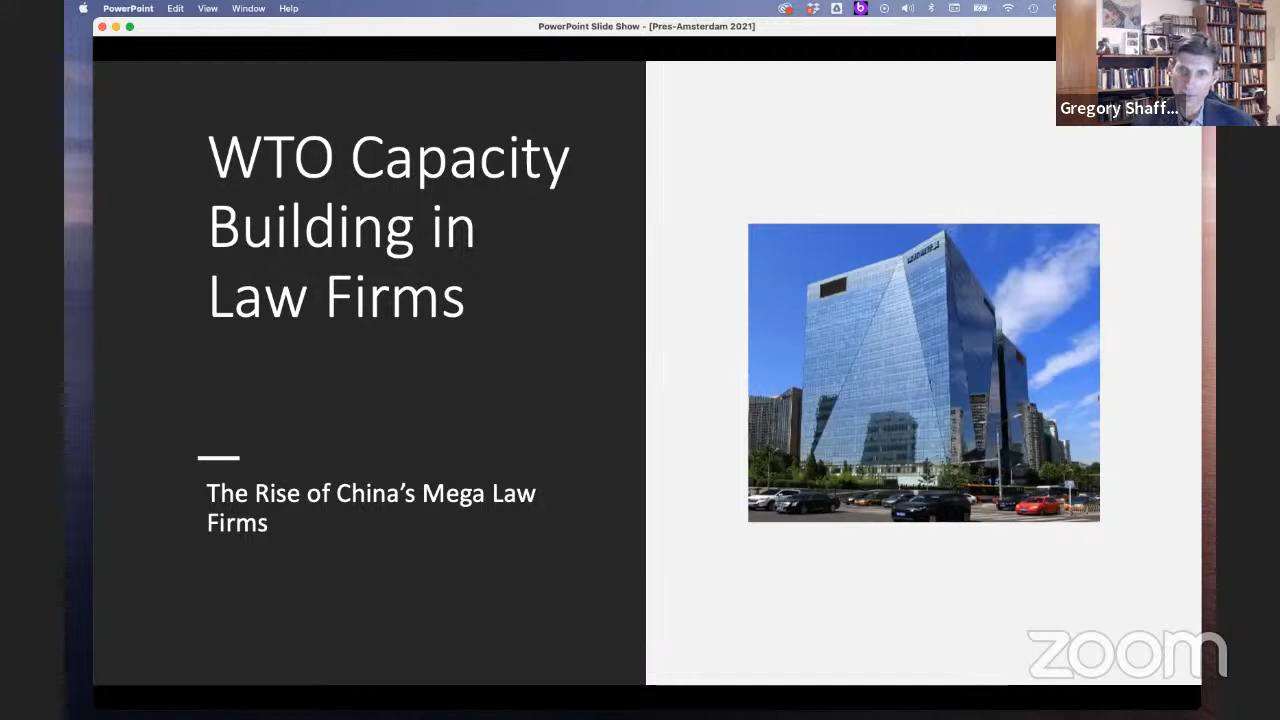 PowerPoint Edit View Window Help
PowerPoint Slide Show - [Pres-Amsterdam 2021]
Gregory Shaff...
WTO Capacity
Building in
Law Firms
The Rise of China’s Mega Law
Firms
zoom